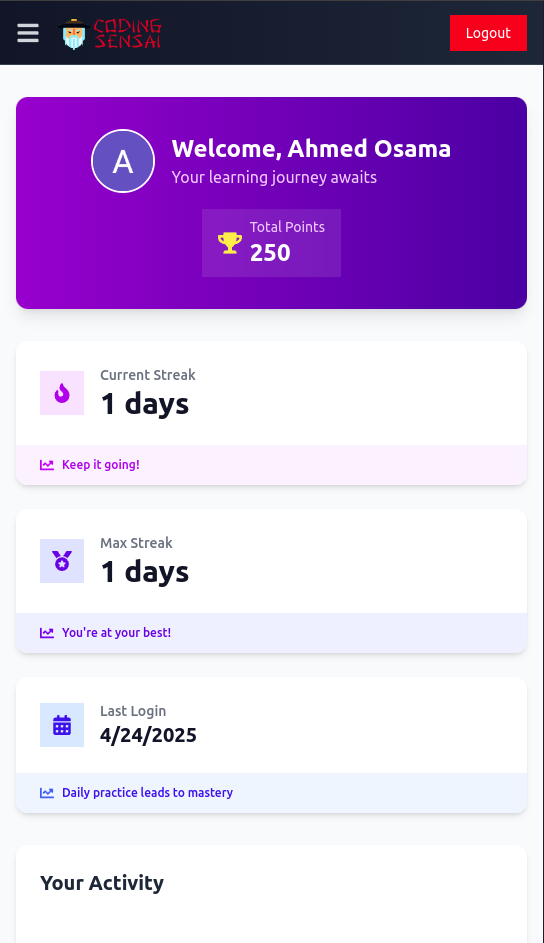 CODING
SENSAI
Logout
A
Welcome, Ahmed Osama
Your learning journey awaits
Total Points
250
Current Streak
1 days
Keep it going!
Max Streak
1 days
You're at your best!
Last Login
4/24/2025
Daily practice leads to mastery
Your Activity